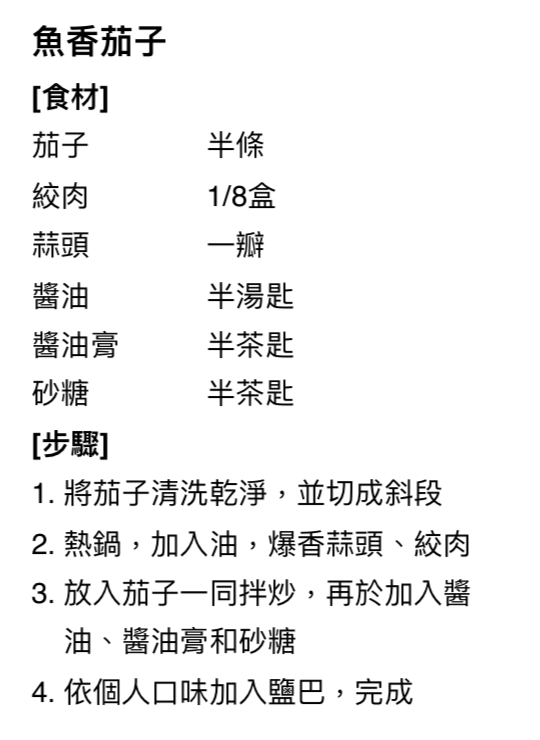 魚香茄子
[食材]
茄子 半條
絞肉 1/8盒
蒜頭 一瓣
醬油 半湯匙
醬油膏 半茶匙
砂糖 半茶匙
[步驟]
1. 將茄子清洗乾淨，並切成斜段
2. 熱鍋，加入油，爆香蒜頭、絞肉
3. 放入茄子一同拌炒，再於加入醬
油、醬油膏和砂糖
4. 依個人口味加入鹽巴，完成